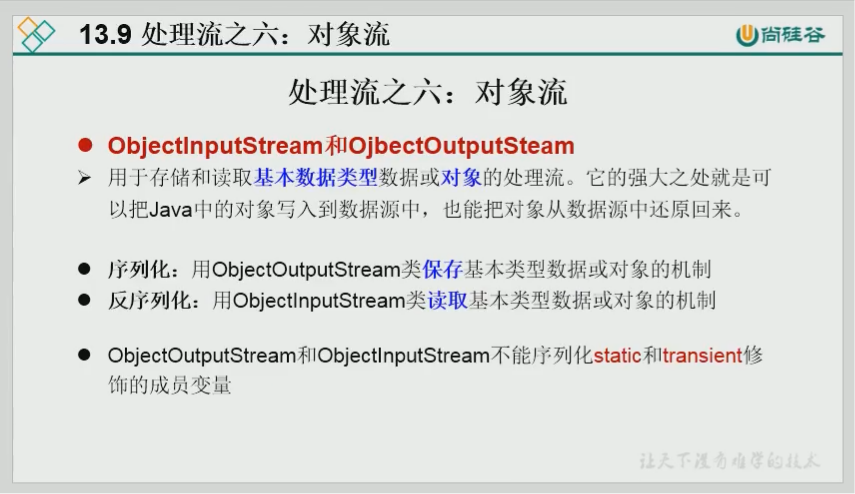 13.9 处理流之六：对象流
尚硅谷
处理流之六：对象流
ObjectInputStream和OjbectOutputSteam
用于存储和读取基本数据类型数据或对象的处理流。它的强大之处就是可
以把Java中的对象写入到数据源中，也能把对象从数据源中还原回来。
序列化：用ObjectOutputStream类保存基本类型数据或对象的机制
反序列化：用ObjectInputStream类读取基本类型数据或对象的机制
ObjectOutputStream和ObjectInputStream不能序列化static和transient修
饰的成员变量
让天下没有难学的技术